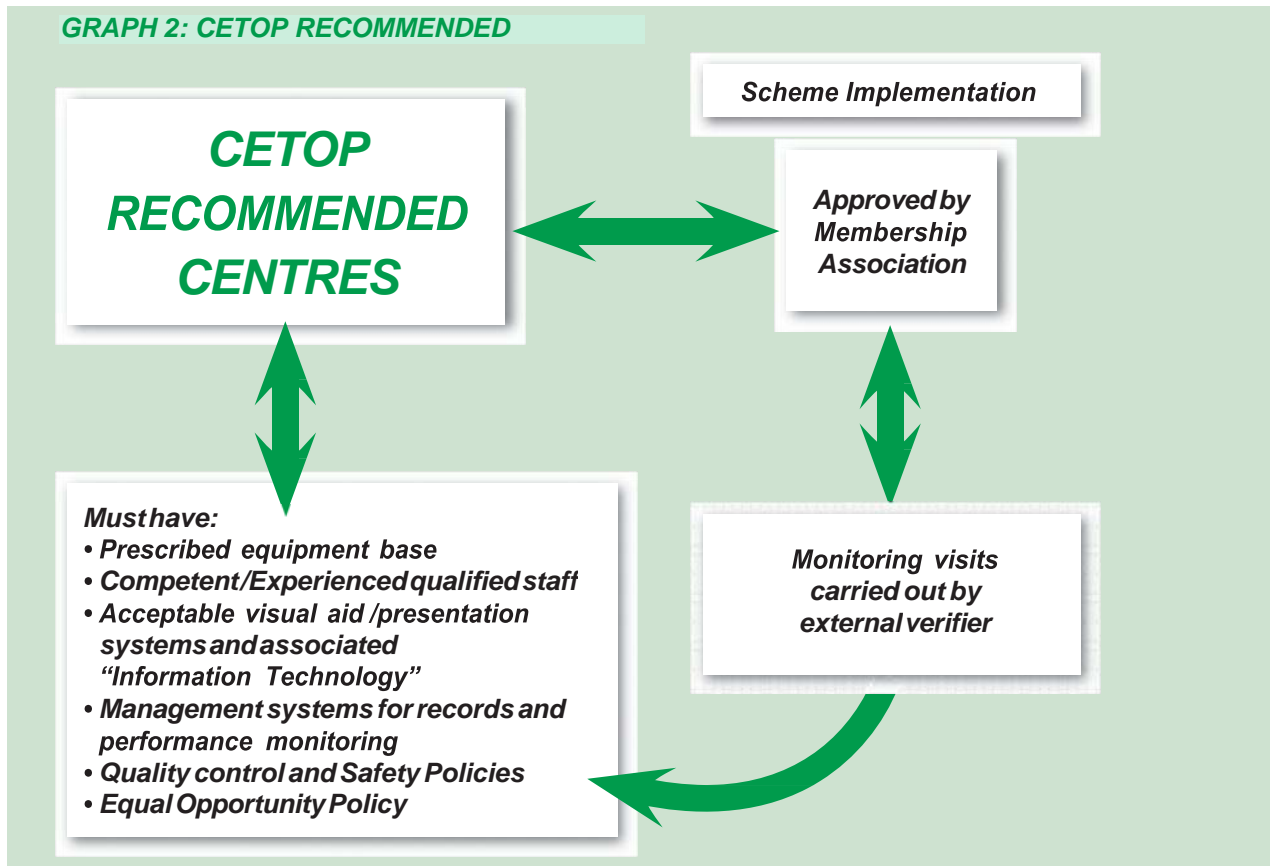 GRAPH 2: CETOP RECOMMENDED
CETOP
RECOMMENDED
CENTRES
Scheme Implementation
Approved by
Membership
Association
Must have:
• Prescribed equipment base
• Competent/Experienced qualified staff
• Acceptable visual aid /presentation
systems and associated
“Information Technology”
• Management systems for records and
performance monitoring
• Quality control and Safety Policies
• Equal Opportunity Policy
Monitoring visits
carried out by
external verifier